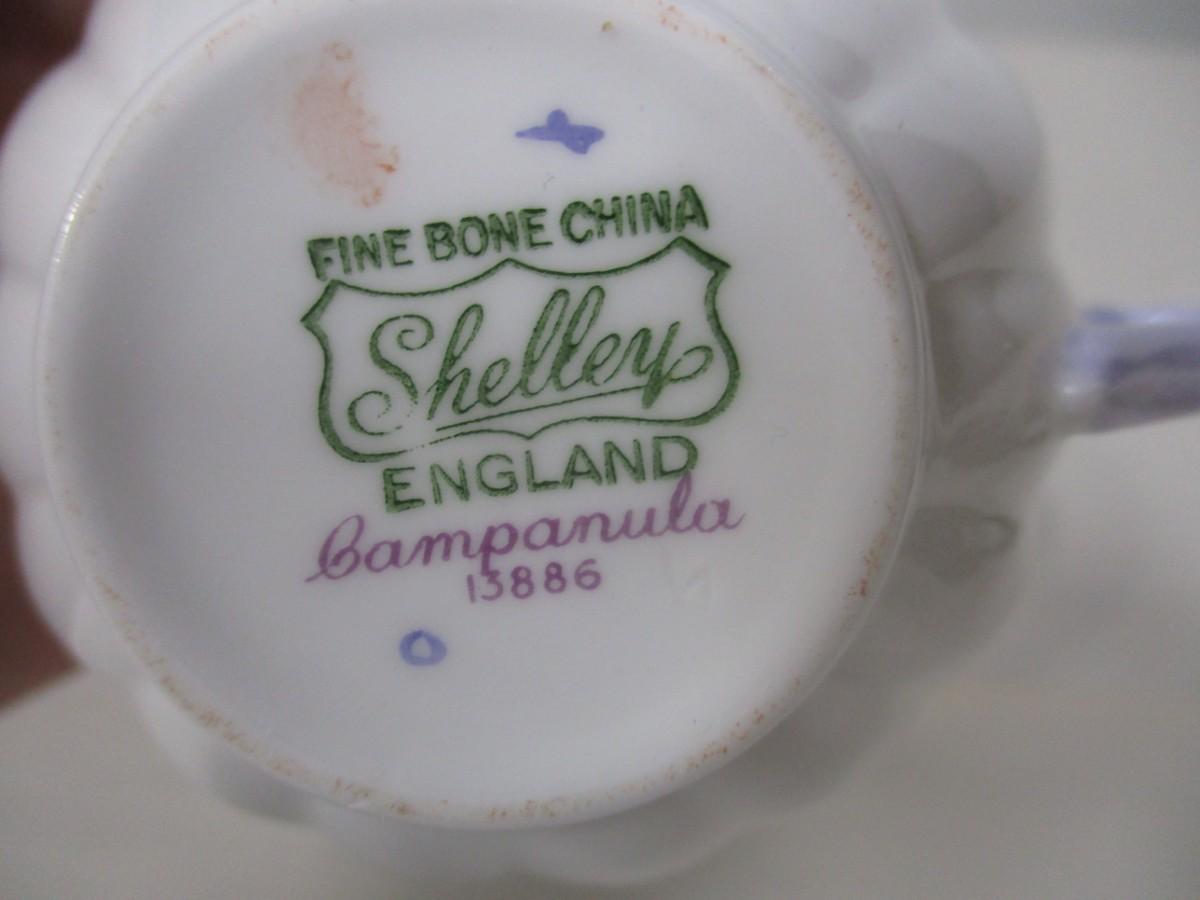 FINE BONE CHINA
Shelley
ENGLAND
Campanula
13886